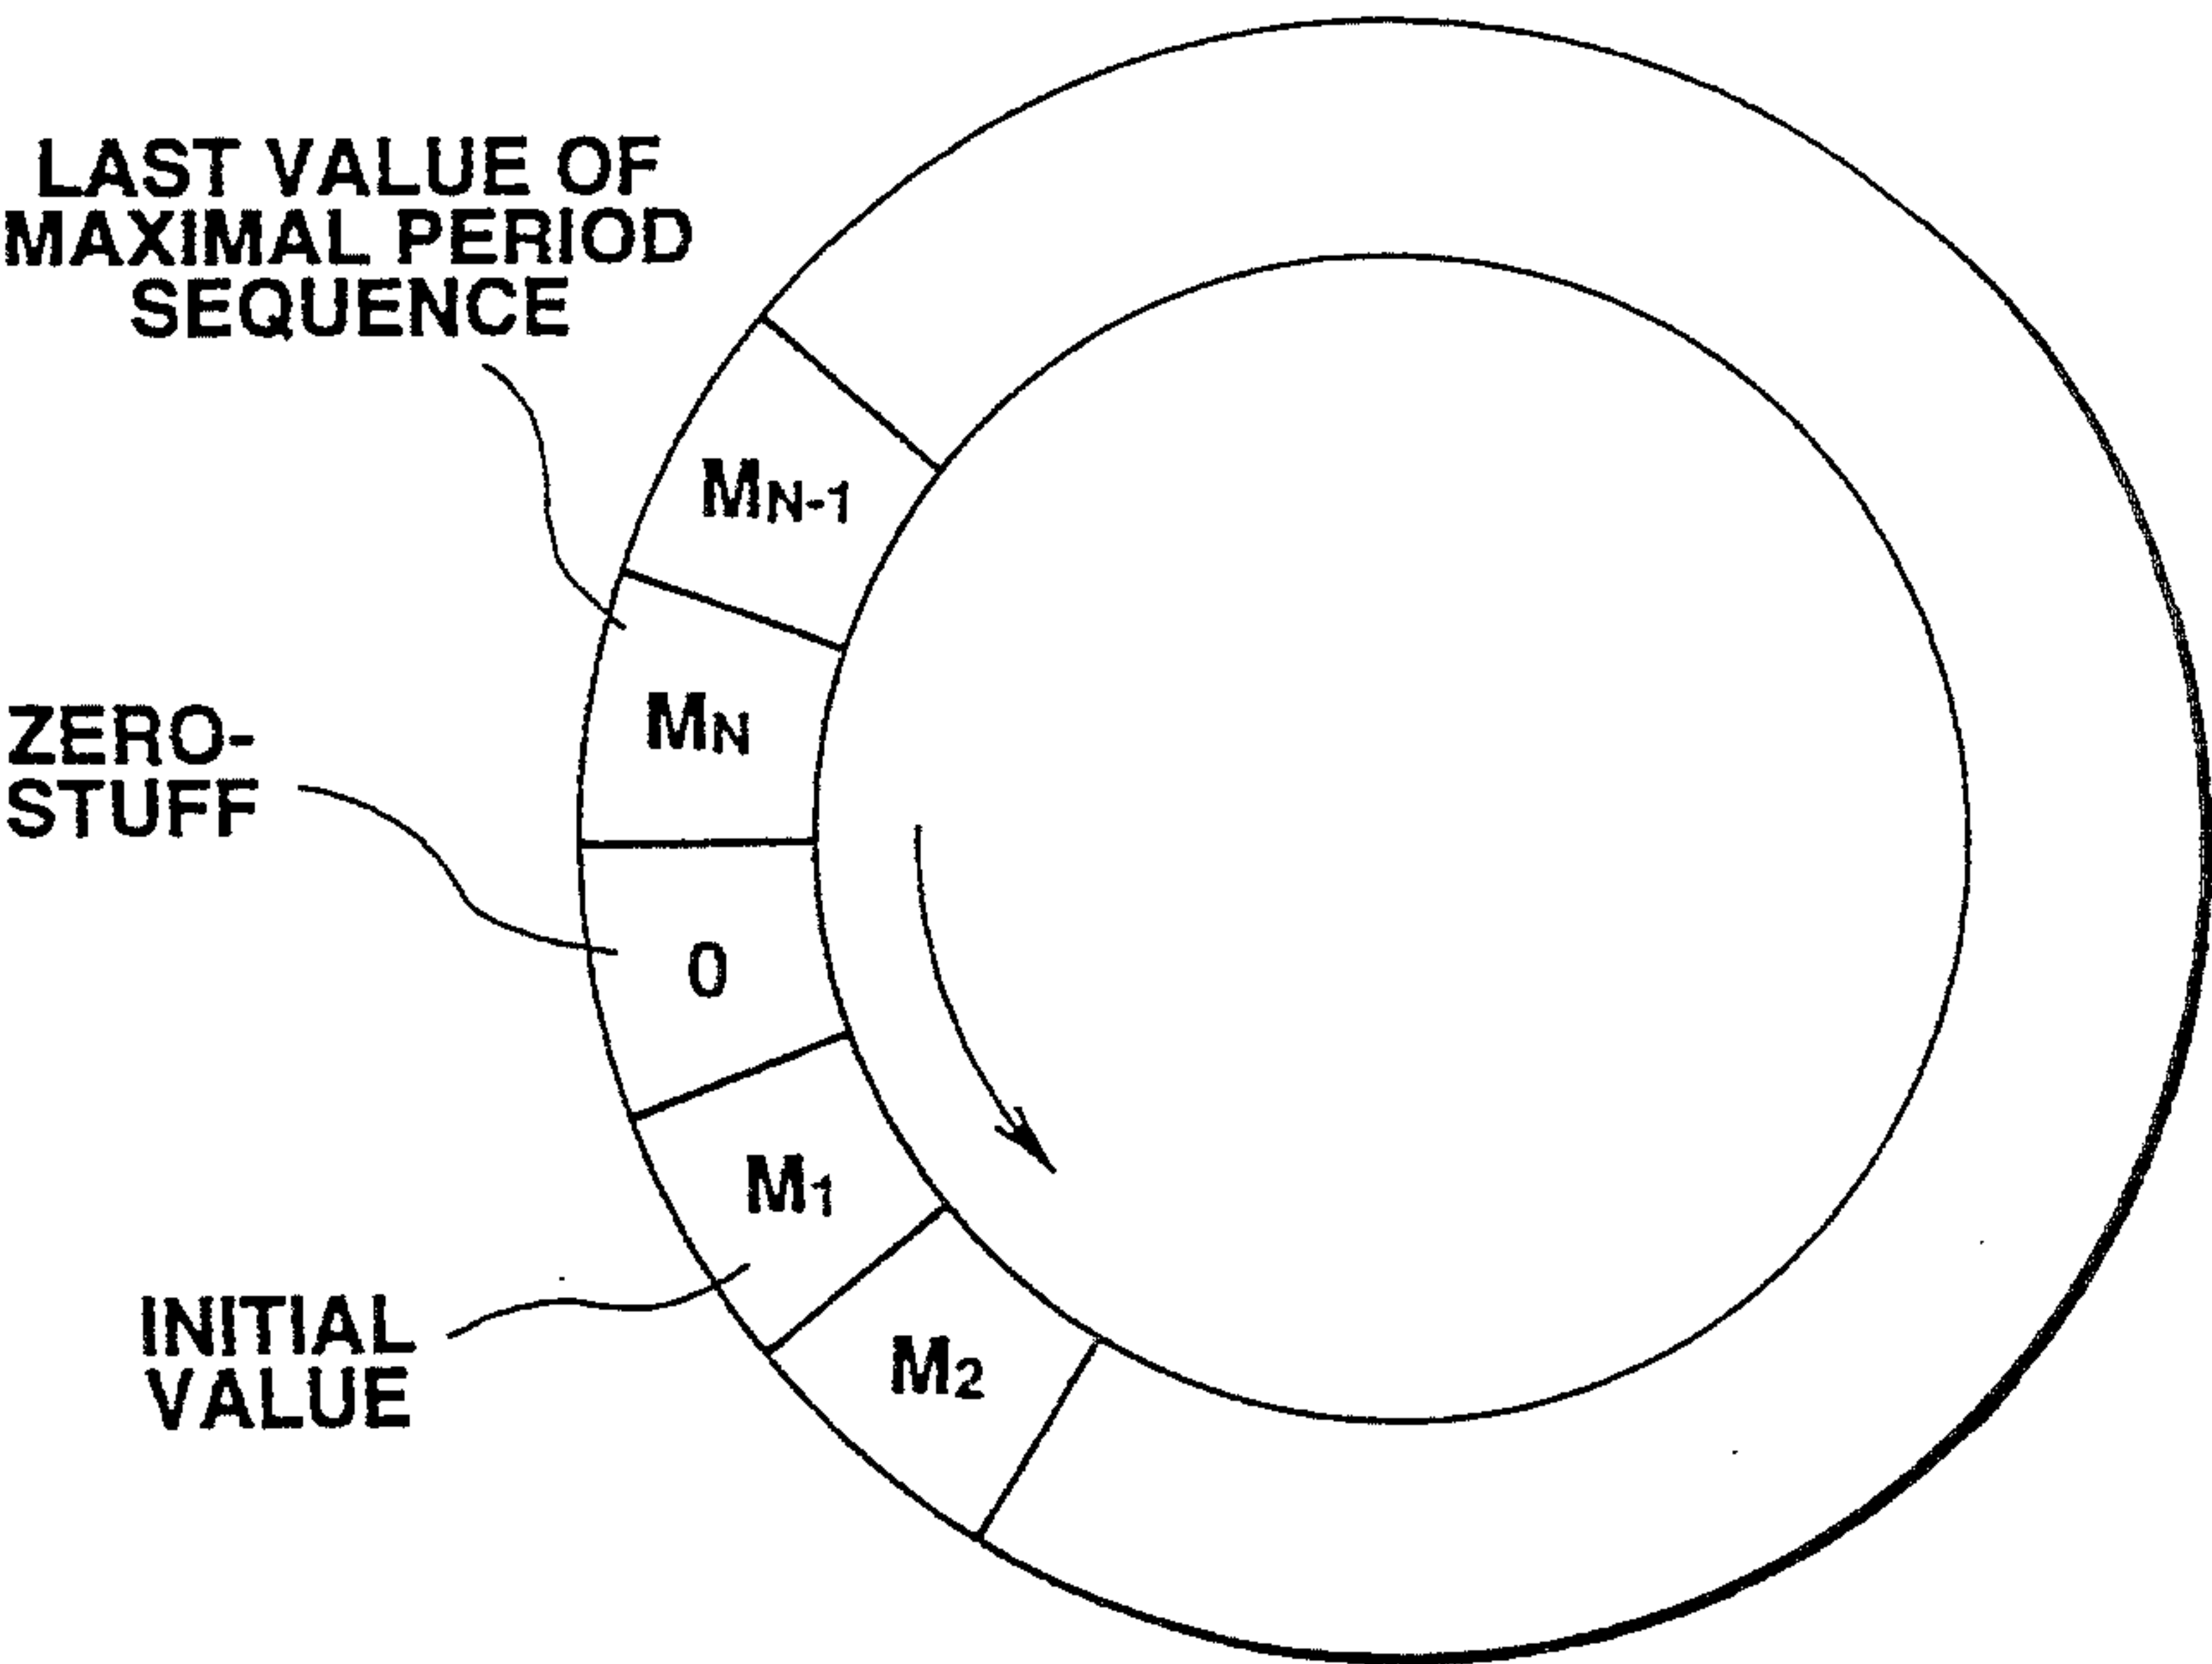 LAST VALUE OF
MAXIMAL PERIOD
SEQUENCE
MN-1
MN
ZERO-
STUFF
0
M1
INITIAL
VALUE
M2